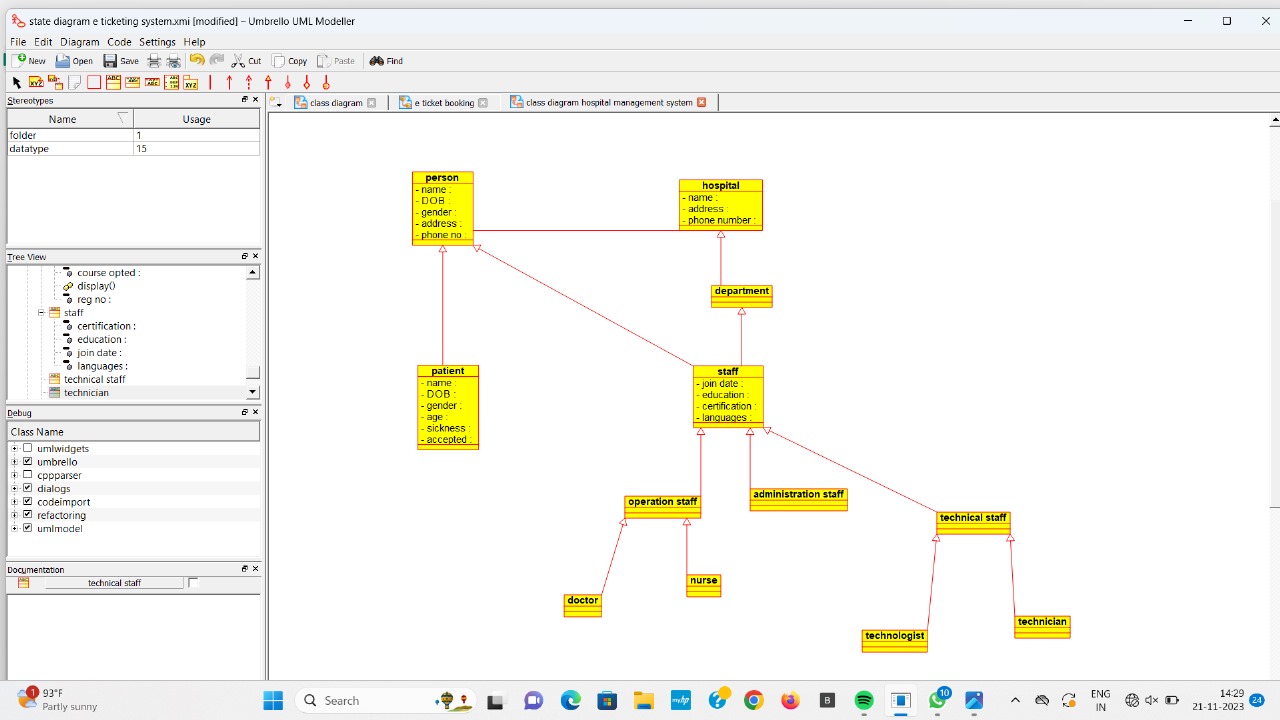 state diagram e ticketing system.xmi [modified] – Umbrello UML Modeller
File Edit Diagram Code Settings Help
New Open Save Cut Copy Paste Find
Stereotypes
Name Usage
folder 1
datatype 15
Tree View
course opted :
display()
reg no :
staff
certification :
education :
join date :
languages :
technical staff
technician
Debug
Class Name
umlwidgets
umbrello
cppparser
dialogs
codeimport
refactoring
umlmodel
Documentation
technical staff
class diagram e ticket booking class diagram hospital management system
person
- name :
- DOB :
- gender :
- address :
- phone no :
hospital
- name :
- address :
- phone number :
department
patient
- name :
- DOB :
- gender :
- age :
- sickness :
- accepted :
staff
- join date :
- education :
- certification :
- languages :
operation staff
administration staff
technical staff
doctor
nurse
technologist
technician
1
93°F
Partly sunny
Search
10
ENG
IN
14:29
21-11-2023
24